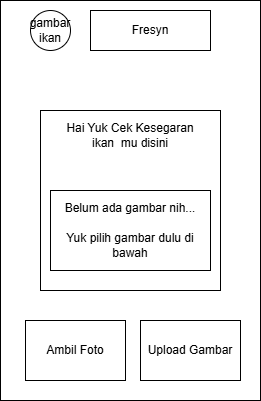 gambar
ikan
Fresyn
Hai Yuk Cek Kesegaran
ikan mu disini
Belum ada gambar nih...
Yuk pilih gambar dulu di
bawah
Ambil Foto
Upload Gambar